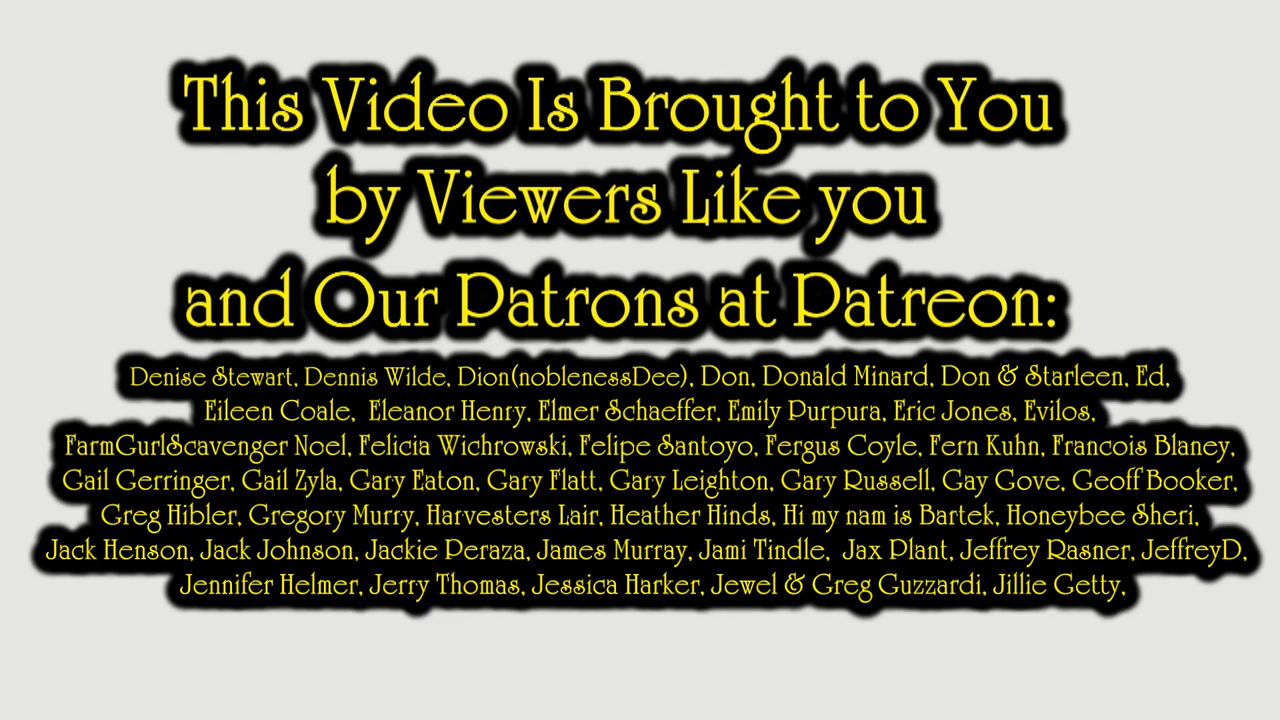 This Video Is Brought to You
by Viewers Like you
and Our Patrons at Patreon:
Denise Stewart, Dennis Wilde, Dion(noblenessDee), Don, Donald Minard, Don & Starleen, Ed,
Eileen Coale, Eleanor Henry, Elmer Schaeffer, Emily Purpura, Eric Jones, Evilos,
FarmGurlScavenger Noel, Felicia Wichrowski, Felipe Santoyo, Fergus Coyle, Fern Kuhn, Francois Blaney,
Gail Gerringer, Gail Zyla, Gary Eaton, Gary Flatt, Gary Leighton, Gary Russell, Gay Gove, Geoff Booker,
Greg Hibler, Gregory Murry, Harvesters Lair, Heather Hinds, Hi my nam is Bartek, Honeybee Sheri,
Jack Henson, Jack Johnson, Jackie Peraza, James Murray, Jami Tindle, Jax Plant, Jeffrey Rasner, JeffreyD,
Jennifer Helmer, Jerry Thomas, Jessica Harker, Jewel & Greg Guzzardi, Jillie Getty,